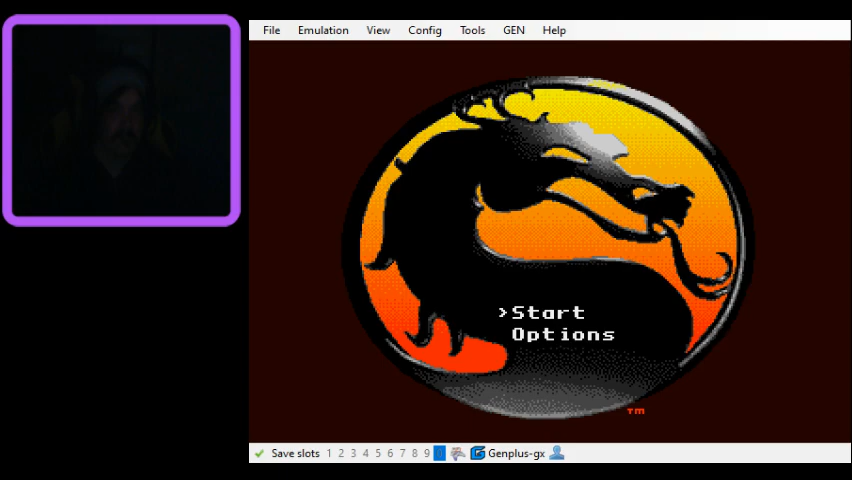 File Emulation View Config Tools GEN Help
>Start
Options
TM
Save slots 1 2 3 4 5 6 7 8 9 Genplus-gx